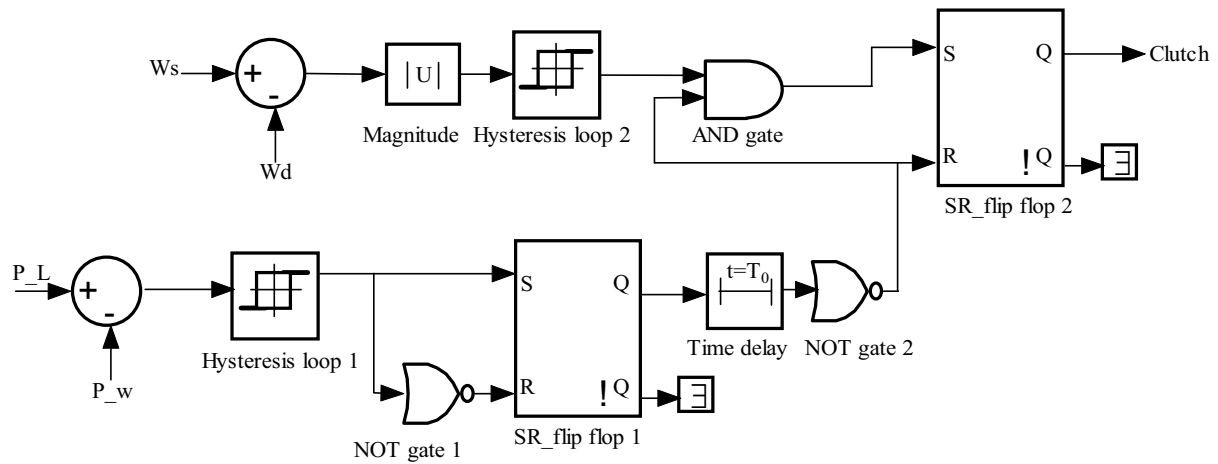 Ws
+
-
Wd
|U|
Magnitude
Hysteresis loop 2
AND gate
S
Q
R
!Q
SR_flip flop 2
Clutch
P_L
+
-
P_w
Hysteresis loop 1
NOT gate 1
S
Q
R
!Q
SR_flip flop 1
t=T₀
Time delay
NOT gate 2